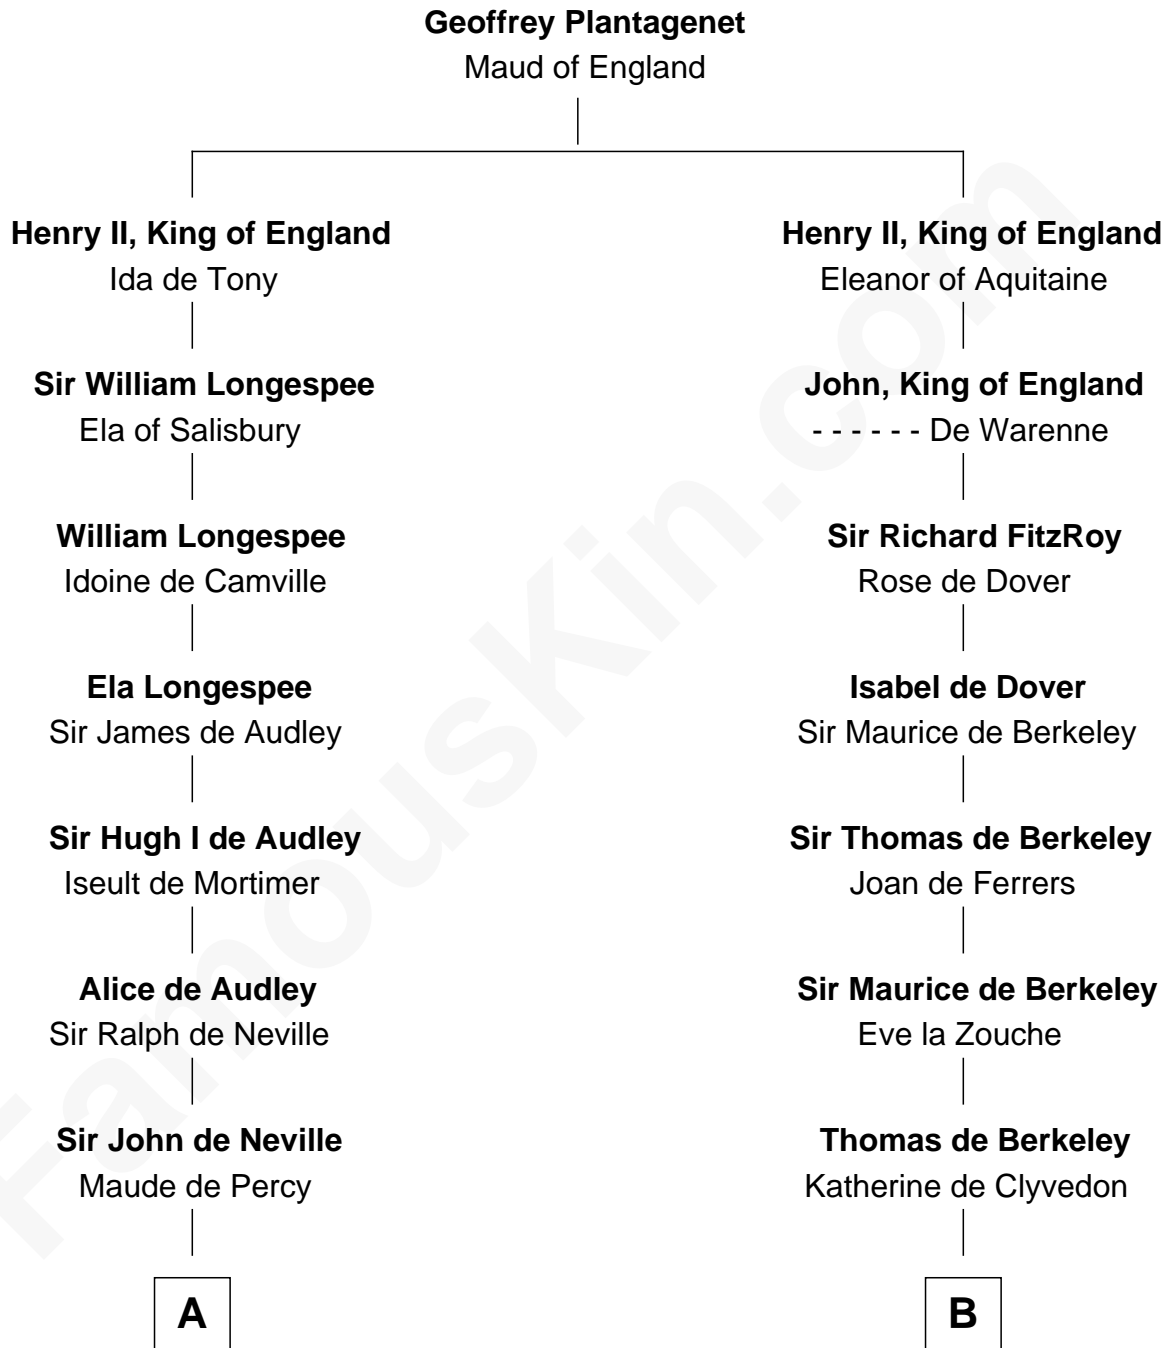 Geoffrey Plantagenet
Maud of England
Henry II, King of England
Ida de Tony
Sir William Longespee
Ela of Salisbury
William Longespee
Idoine de Camville
Ela Longespee
Sir James de Audley
Sir Hugh I de Audley
Iseult de Mortimer
Alice de Audley
Sir Ralph de Neville
Sir John de Neville
Maude de Percy
A
Henry II, King of England
Eleanor of Aquitaine
John, King of England
- - - - - - De Warenne
Sir Richard FitzRoy
Rose de Dover
Isabel de Dover
Sir Maurice de Berkeley
Sir Thomas de Berkeley
Joan de Ferrers
Sir Maurice de Berkeley
Eve la Zouche
Thomas de Berkeley
Katherine de Clyvedon
B
FamousKin.com